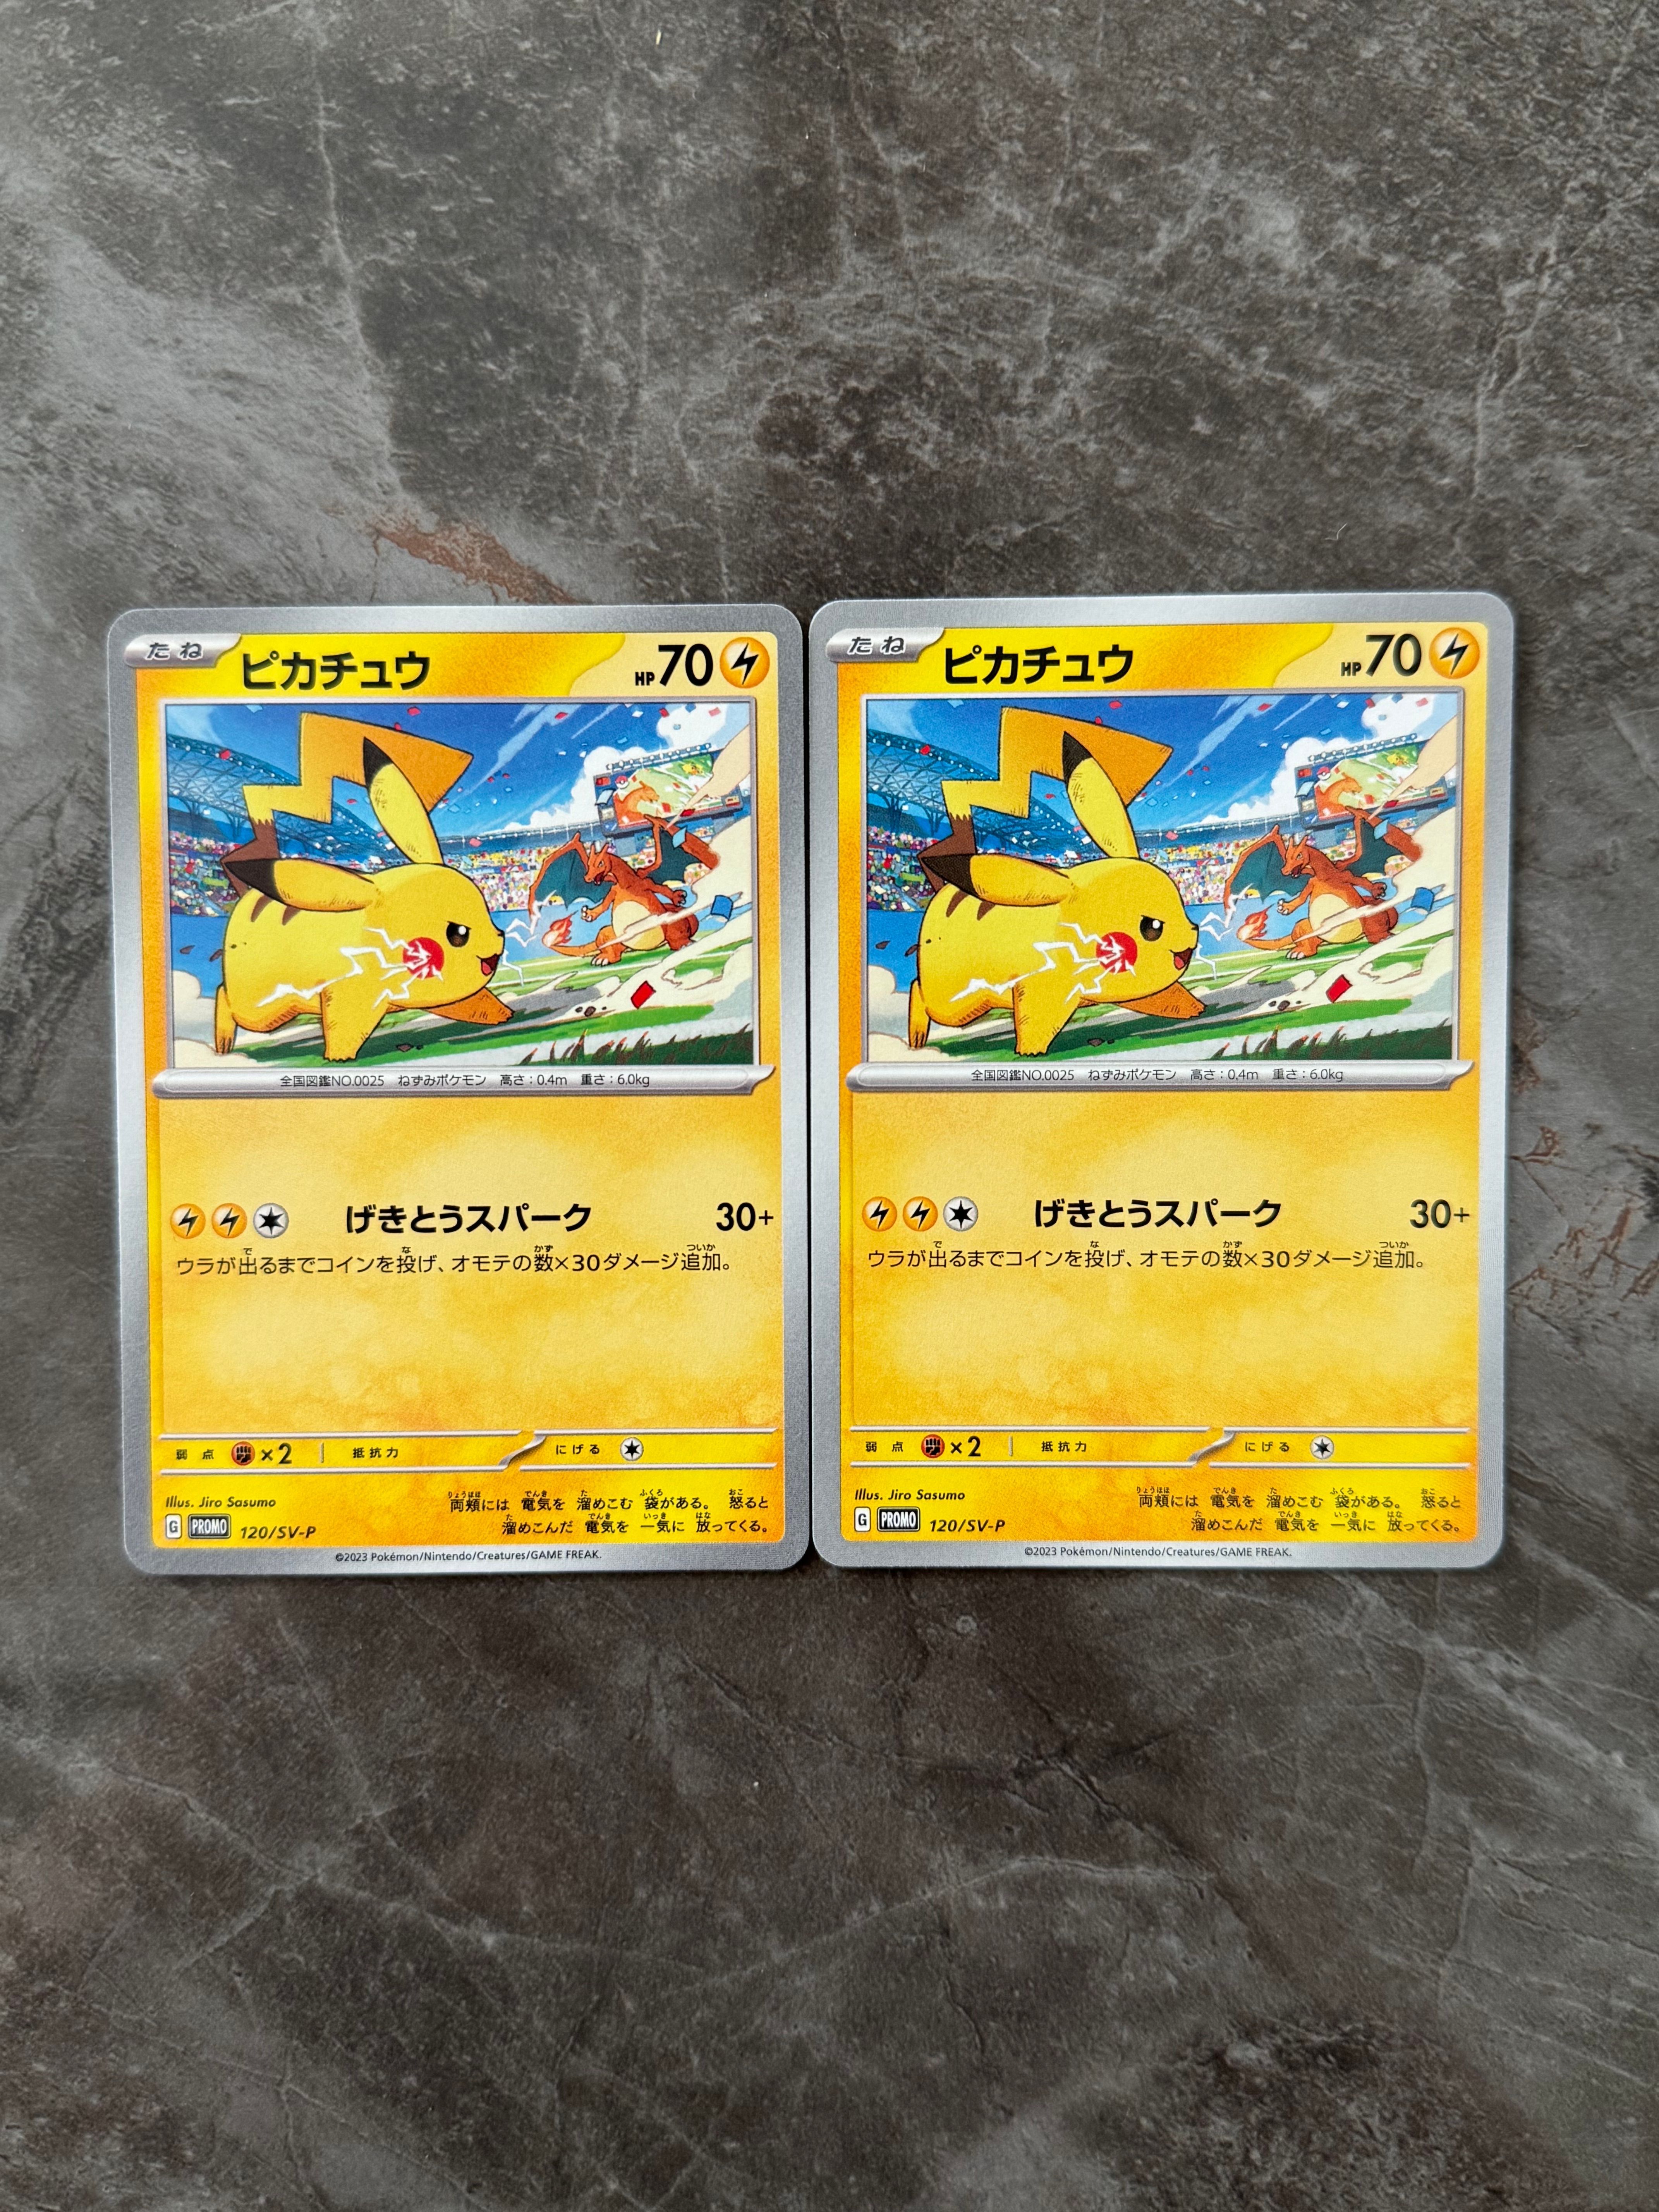 たね ピカチュウ HP70
全国図鑑NO.0025 ねずみポケモン 高さ:0.4m 重さ:6.0kg
げきとうスパーク 30+
ウラが出るまでコインを投げ、オモテの数×30ダメージ追加。
弱点 ×2 抵抗力 にげる
Illus. Jiro Sasumo
両頬には 電気を 溜めこむ 袋がある。 怒ると
溜めこんだ 電気を 一気に 放ってくる。
G PROMO 120/SV-P
©2023 Pokémon/Nintendo/Creatures/GAME FREAK.
たね ピカチュウ HP70
全国図鑑NO.0025 ねずみポケモン 高さ:0.4m 重さ:6.0kg
げきとうスパーク 30+
ウラが出るまでコインを投げ、オモテの数×30ダメージ追加。
弱点 ×2 抵抗力 にげる
Illus. Jiro Sasumo
両頬には 電気を 溜めこむ 袋がある。 怒ると
溜めこんだ 電気を 一気に 放ってくる。
G PROMO 120/SV-P
©2023 Pokémon/Nintendo/Creatures/GAME FREAK.